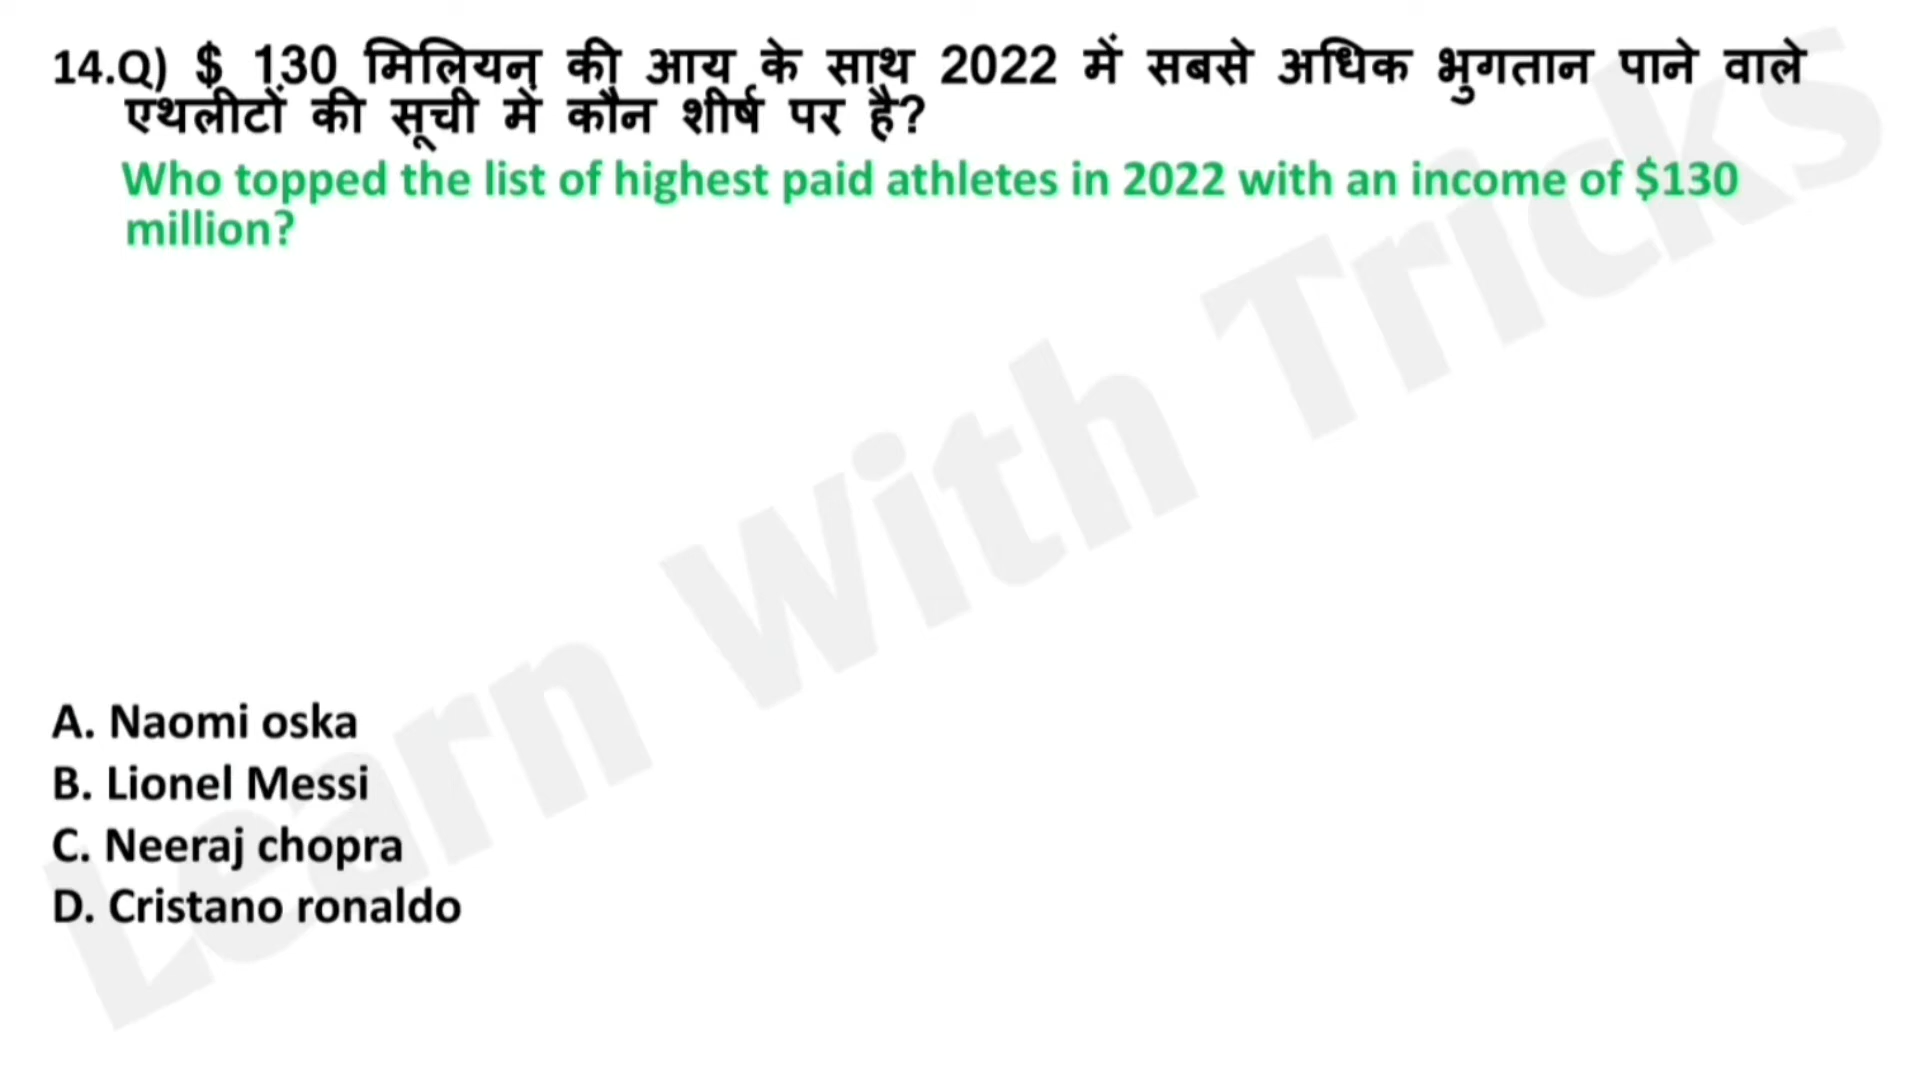 14.Q) $ 130 मिलियन की आय के साथ 2022 में सबसे अधिक भुगतान पाने वाले
एथलीटों की सूची में कौन शीर्ष पर है?
Who topped the list of highest paid athletes in 2022 with an income of $130
million?
Learn With Tricks
A. Naomi oska
B. Lionel Messi
C. Neeraj chopra
D. Cristano ronaldo